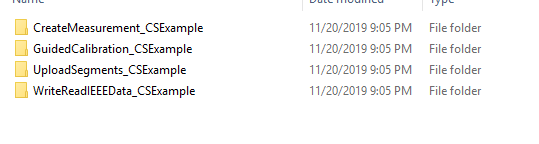 Name Date modified Type
CreateMeasurement_CSExample 11/20/2019 9:05 PM File folder
GuidedCalibration_CSExample 11/20/2019 9:05 PM File folder
UploadSegments_CSExample 11/20/2019 9:05 PM File folder
WriteReadIEEEData_CSExample 11/20/2019 9:05 PM File folder